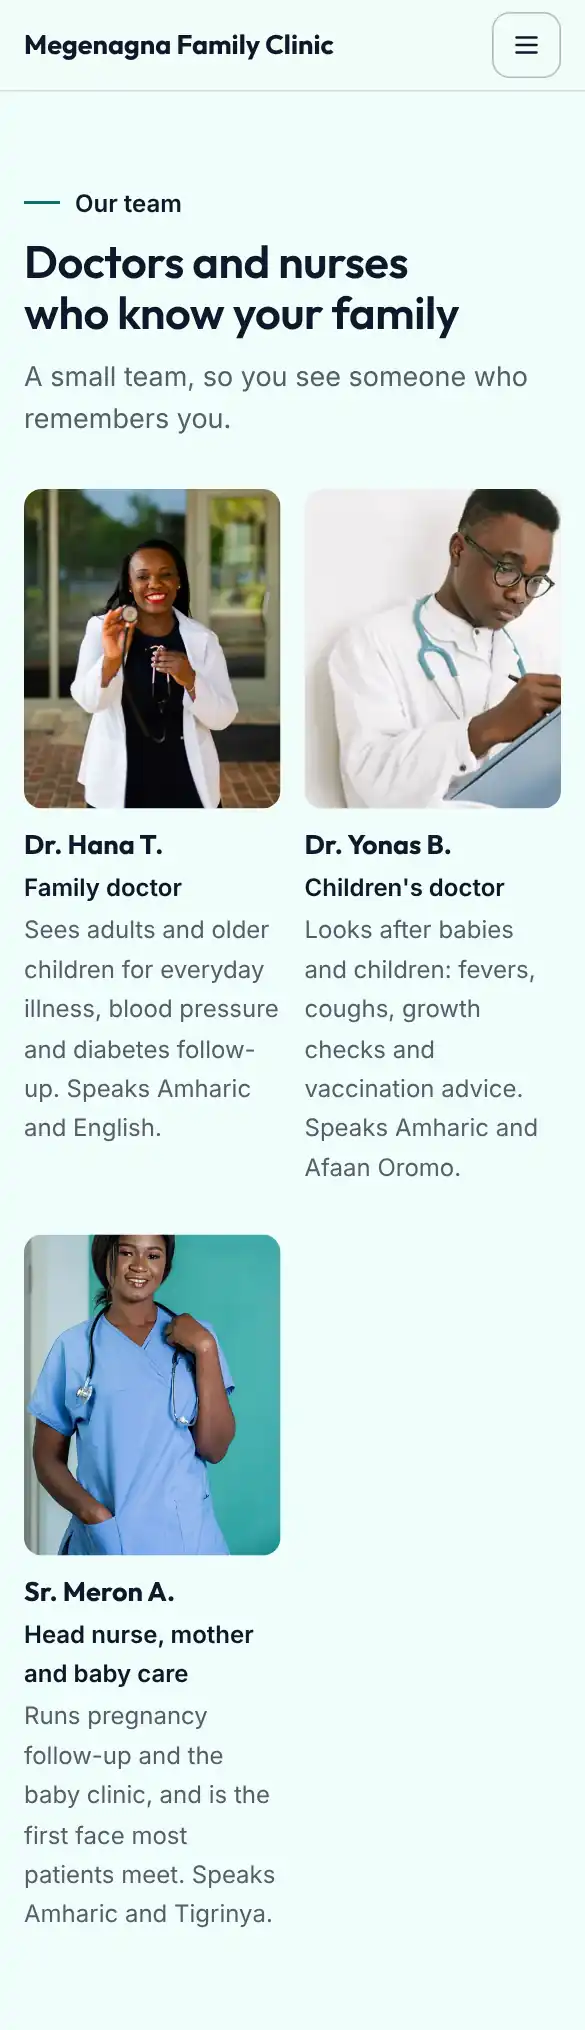 Megenagna Family Clinic
Our team
Doctors and nurses
who know your family
A small team, so you see someone who
remembers you.
Dr. Hana T.
Family doctor
Sees adults and older
children for everyday
illness, blood pressure
and diabetes follow-
up. Speaks Amharic
and English.
Dr. Yonas B.
Children's doctor
Looks after babies
and children: fevers,
coughs, growth
checks and
vaccination advice.
Speaks Amharic and
Afaan Oromo.
Sr. Meron A.
Head nurse, mother
and baby care
Runs pregnancy
follow-up and the
baby clinic, and is the
first face most
patients meet. Speaks
Amharic and Tigrinya.